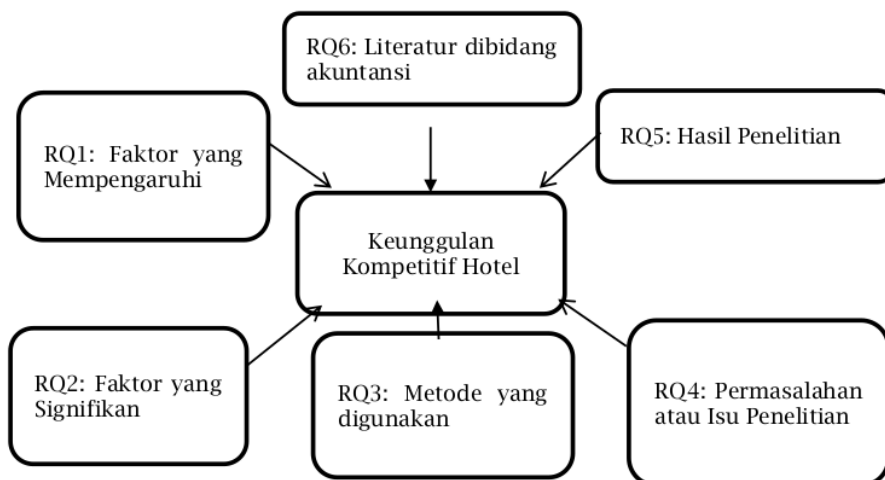 RQ6: Literatur dibidang
akuntansi
RQ1: Faktor yang
Mempengaruhi
RQ5: Hasil Penelitian
Keunggulan
Kompetitif Hotel
RQ2: Faktor yang
Signifikan
RQ3: Metode yang
digunakan
RQ4: Permasalahan
atau Isu Penelitian